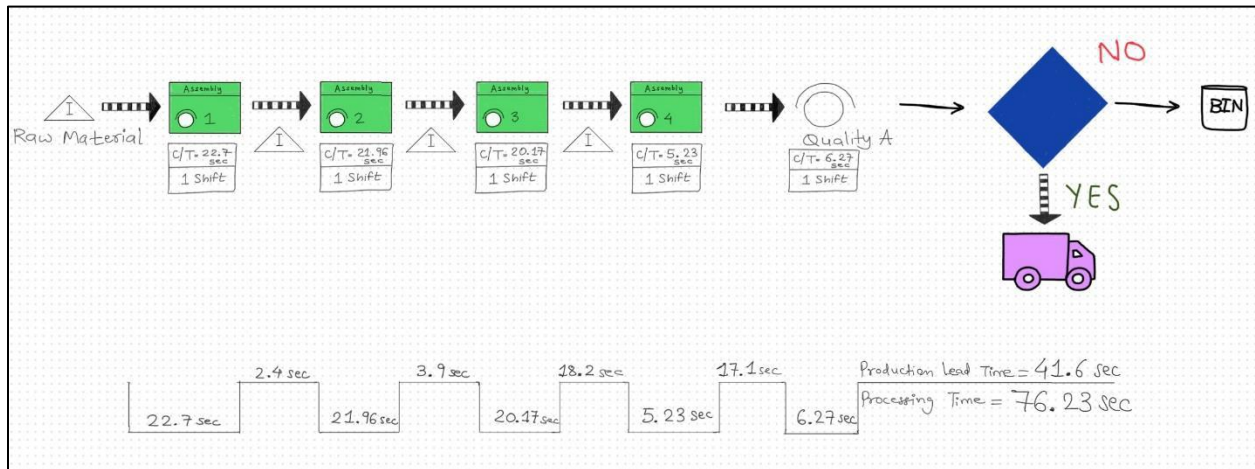 NO
I
Raw Material
Assembly
1
C/T=22.7 sec
1 Shift
I
Assembly
2
C/T=21.96 sec
1 Shift
I
Assembly
3
C/T=20.17 sec
1 Shift
I
Assembly
4
C/T=5.23 sec
1 Shift
Quality A
C/T=6.27 sec
1 Shift
BIN
YES
2.4 sec
3.9 sec
18.2 sec
17.1 sec
Production Lead Time = 41.6 sec
22.7 sec
21.96 sec
20.17 sec
5.23 sec
6.27 sec
Processing Time = 76.23 sec